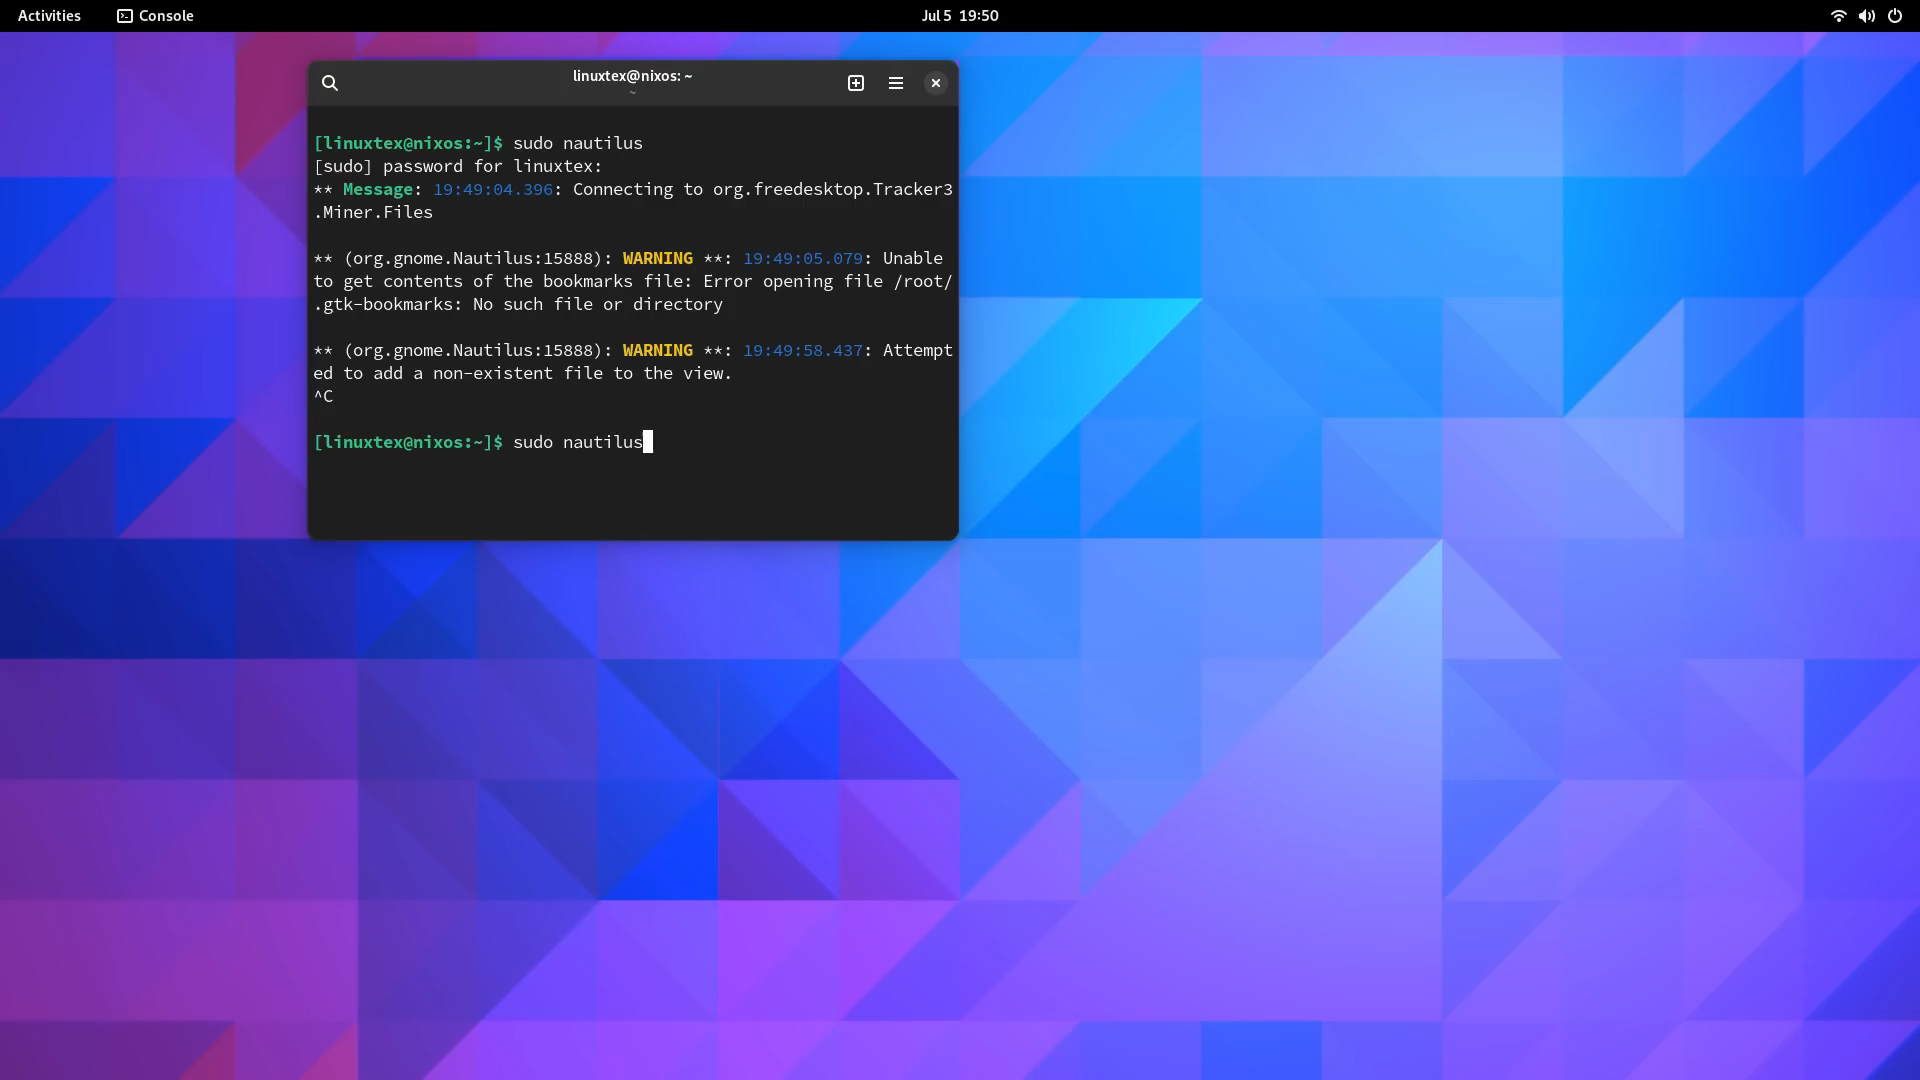 Activities Console Jul 5 19:50
linuxtex@nixos: ~
~
[linuxtex@nixos:~]$ sudo nautilus
[sudo] password for linuxtex:
** Message: 19:49:04.396: Connecting to org.freedesktop.Tracker3
.Miner.Files
** (org.gnome.Nautilus:15888): WARNING **: 19:49:05.079: Unable
to get contents of the bookmarks file: Error opening file /root/
.gtk-bookmarks: No such file or directory
** (org.gnome.Nautilus:15888): WARNING **: 19:49:58.437: Attempt
ed to add a non-existent file to the view.
^C
[linuxtex@nixos:~]$ sudo nautilus